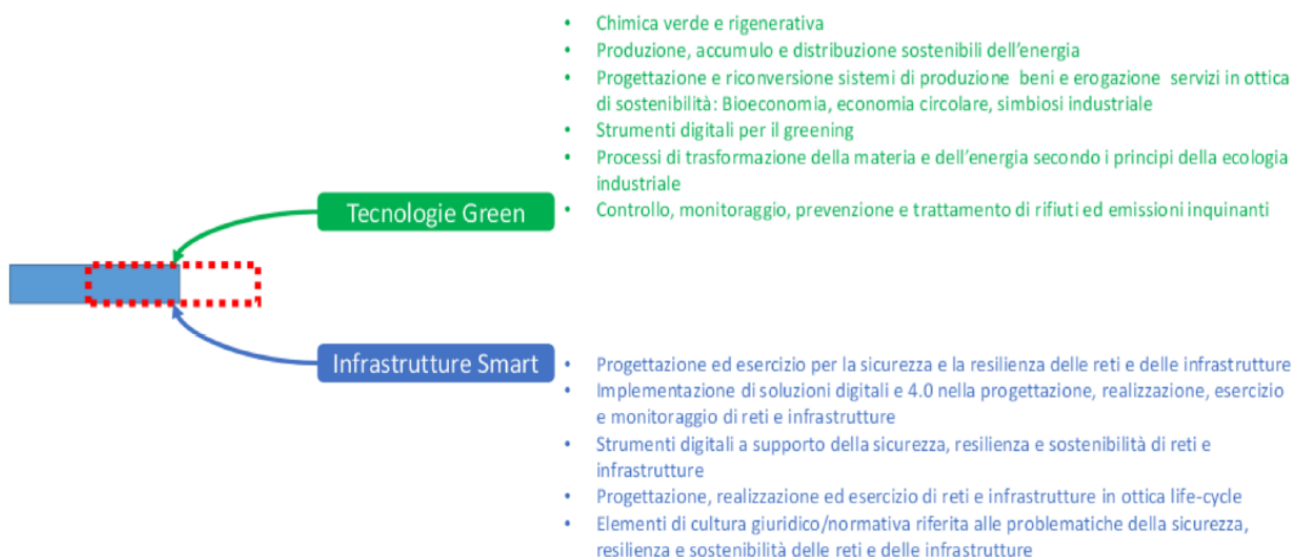 • Chimica verde e rigenerativa
• Produzione, accumulo e distribuzione sostenibili dell'energia
• Progettazione e riconversione sistemi di produzione beni e erogazione servizi in ottica
di sostenibilità: Bioeconomia, economia circolare, simbiosi industriale
• Strumenti digitali per il greening
• Processi di trasformazione della materia e dell'energia secondo i principi della ecologia
industriale
Tecnologie Green
• Controllo, monitoraggio, prevenzione e trattamento di rifiuti ed emissioni inquinanti
Infrastrutture Smart
• Progettazione ed esercizio per la sicurezza e la resilienza delle reti e delle infrastrutture
• Implementazione di soluzioni digitali e 4.0 nella progettazione, realizzazione, esercizio
e monitoraggio di reti e infrastrutture
• Strumenti digitali a supporto della sicurezza, resilienza e sostenibilità di reti e
infrastrutture
• Progettazione, realizzazione ed esercizio di reti e infrastrutture in ottica life-cycle
• Elementi di cultura giuridico/normativa riferita alle problematiche della sicurezza,
resilienza e sostenibilità delle reti e delle infrastrutture